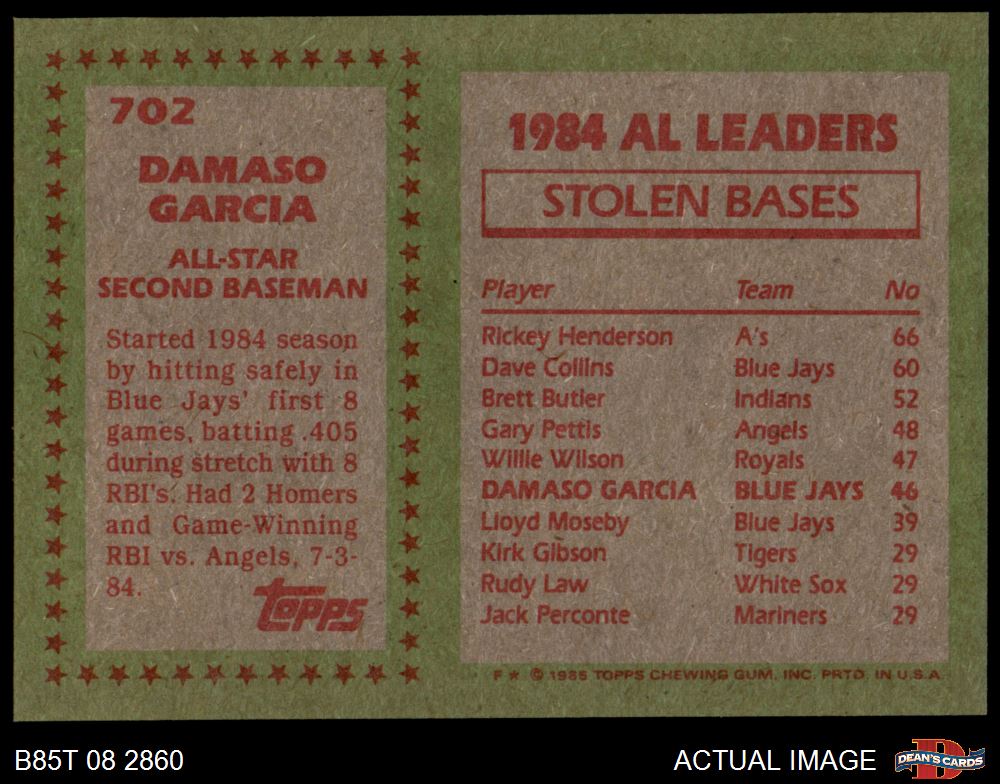 702
DAMASO
GARCIA
ALL-STAR
SECOND BASEMAN
Started 1984 season
by hitting safely in
Blue Jays' first 8
games, batting .405
during stretch with 8
RBI's. Had 2 Homers
and Game-Winning
RBI vs. Angels, 7-3-
84.
TOPPS
1984 AL LEADERS
STOLEN BASES
Player Team No
Rickey Henderson A's 66
Dave Collins Blue Jays 60
Brett Butler Indians 52
Gary Pettis Angels 48
Willie Wilson Royals 47
DAMASO GARCIA BLUE JAYS 46
Lloyd Moseby Blue Jays 39
Kirk Gibson Tigers 29
Rudy Law White Sox 29
Jack Perconte Mariners 29
F ★ © 1985 TOPPS CHEWING GUM, INC. PRTD. IN U.S.A.
B85T 08 2860
ACTUAL IMAGE
D
DEAN'S CARDS